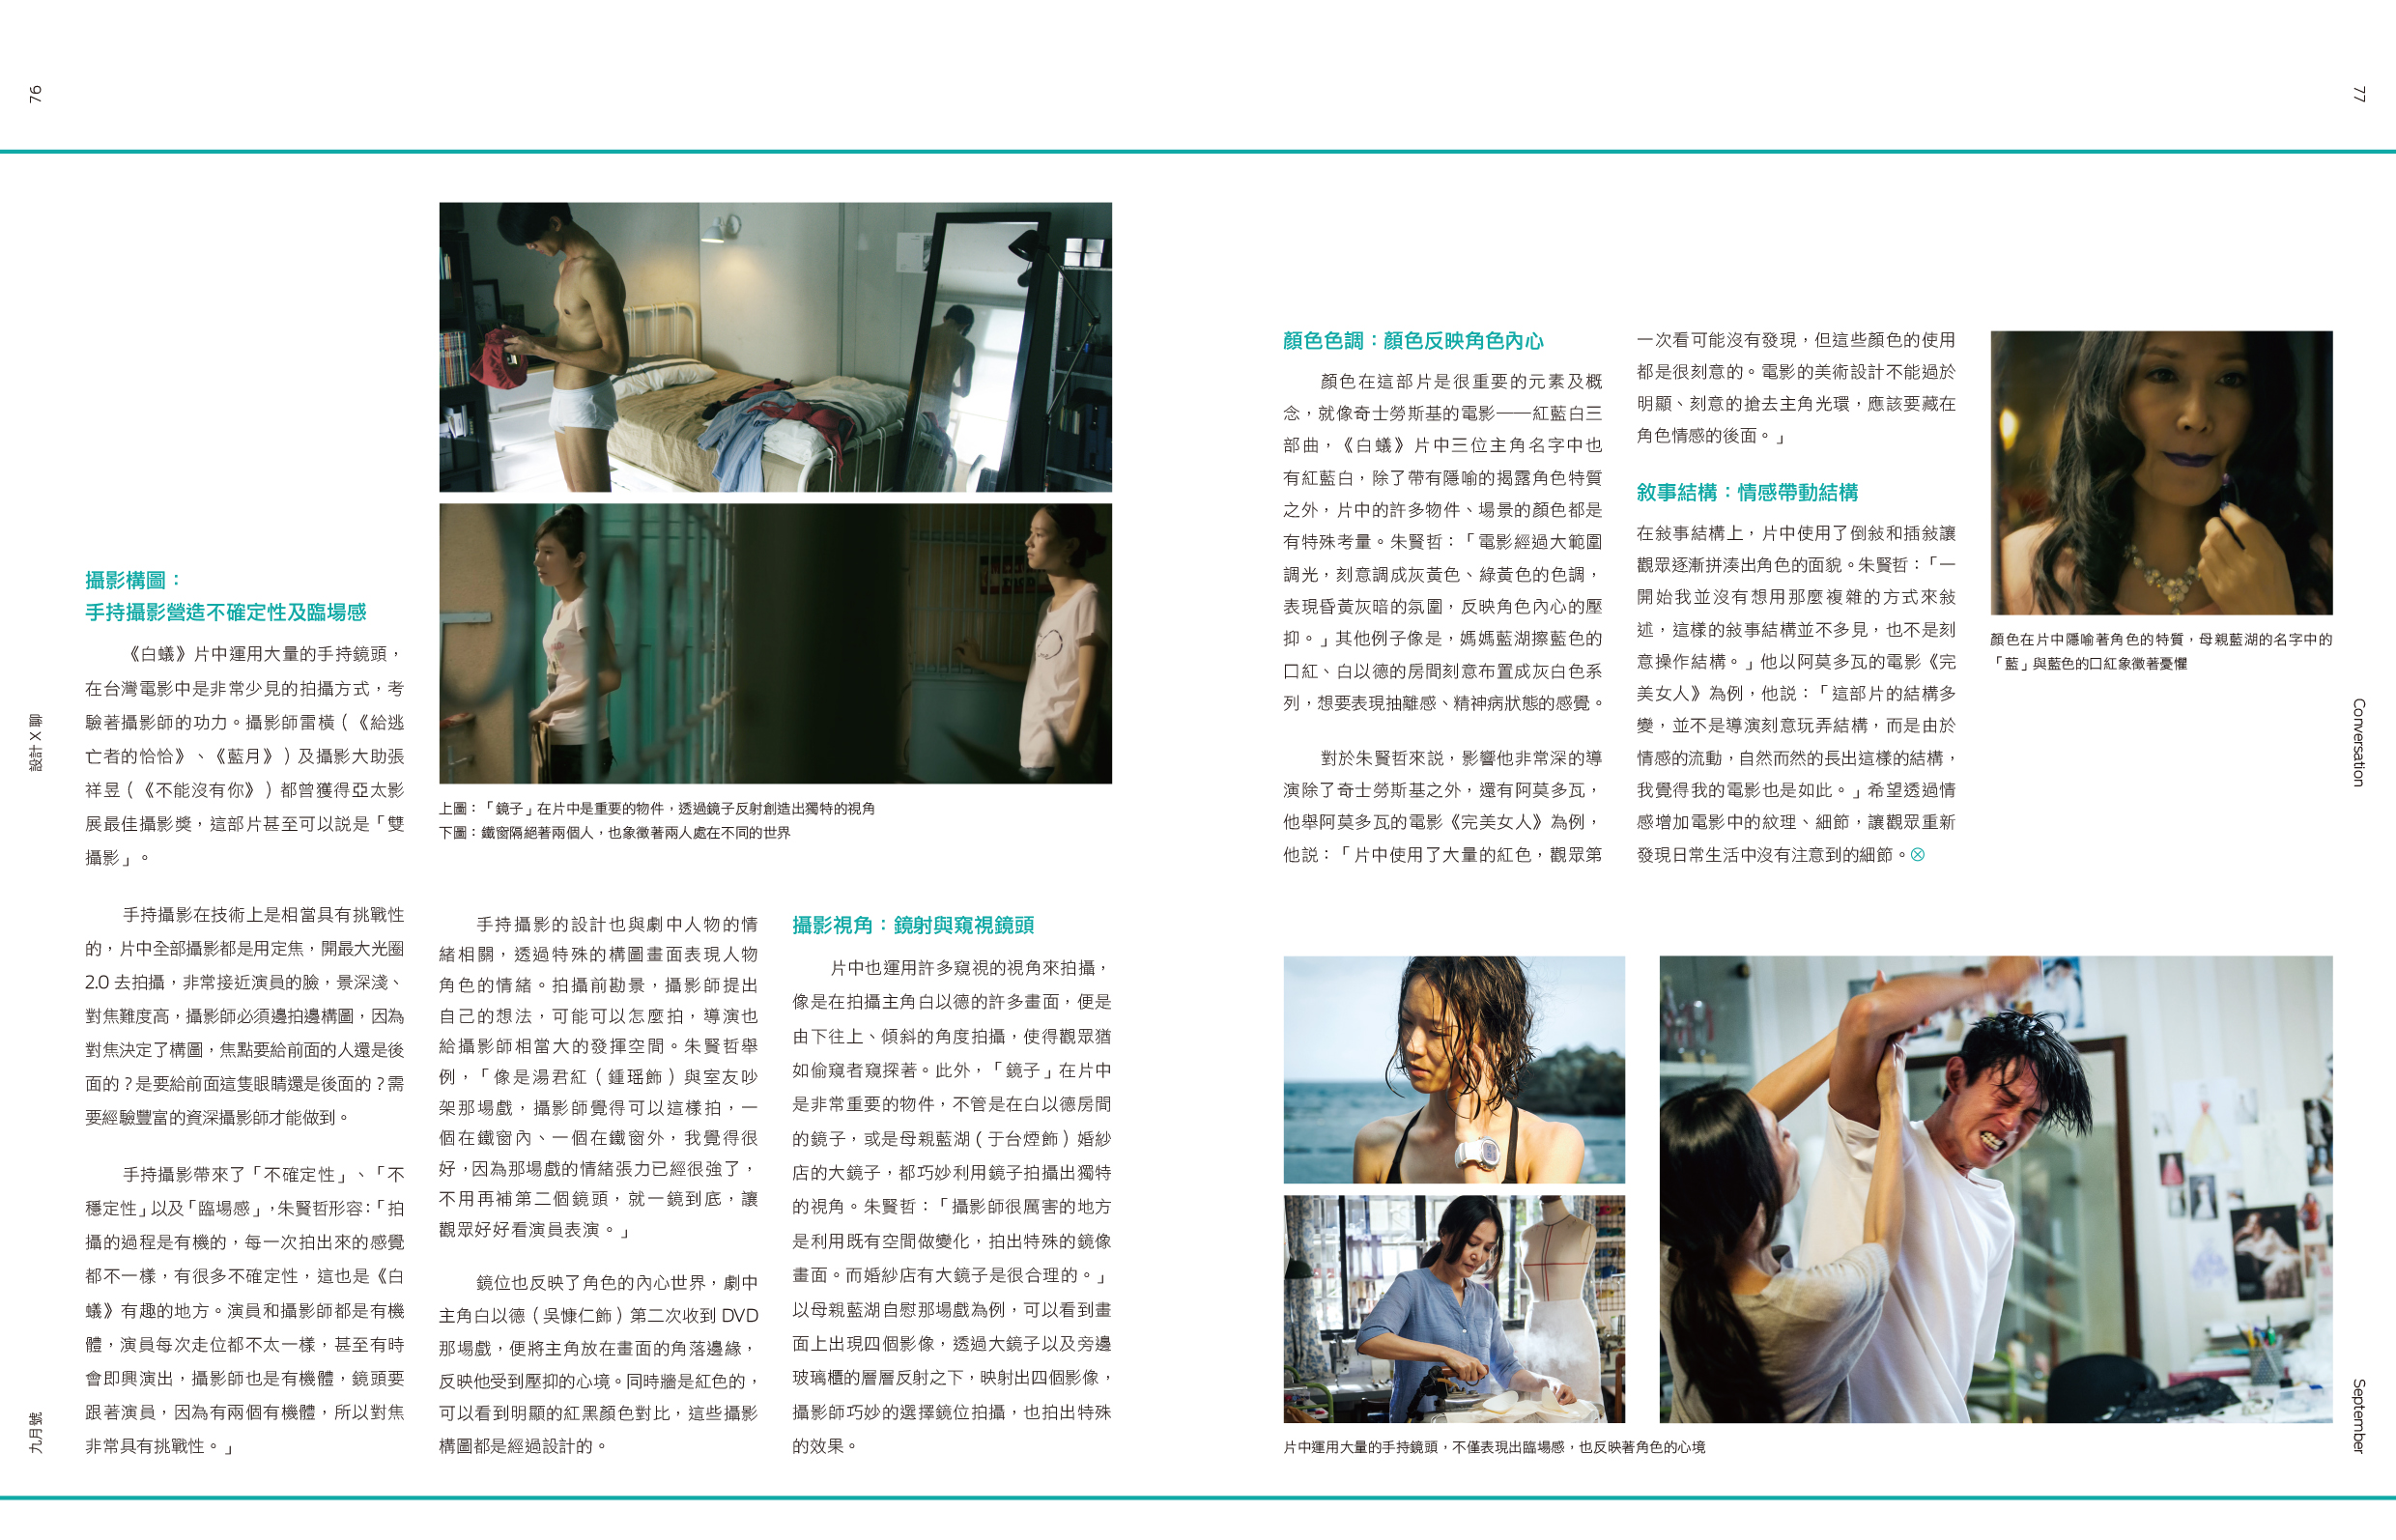 76
攝影構圖：
手持攝影營造不確定性及臨場感
《白蟻》片中運用大量的手持鏡頭，
在台灣電影中是非常少見的拍攝方式，考
驗著攝影師的功力。攝影師雷橫（《給逃
亡者的恰恰》、《藍月》）及攝影大助張
祥昱（《不能沒有你》）都曾獲得亞太影
展最佳攝影獎，這部片甚至可以説是「雙
攝影」。
手持攝影在技術上是相當具有挑戰性
的，片中全部攝影都是用定焦，開最大光圈
2.0 去拍攝，非常接近演員的臉，景深淺、
對焦難度高，攝影師必須邊拍邊構圖，因為
對焦決定了構圖，焦點要給前面的人還是後
面的？是要給前面這隻眼睛還是後面的？需
要經驗豐富的資深攝影師才能做到。
手持攝影帶來了「不確定性」、「不
穩定性」以及「臨場感」，朱賢哲形容：「拍
攝的過程是有機的，每一次拍出來的感覺
都不一樣，有很多不確定性，這也是《白
蟻》有趣的地方。演員和攝影師都是有機
體，演員每次走位都不太一樣，甚至有時
會即興演出，攝影師也是有機體，鏡頭要
跟著演員，因為有兩個有機體，所以對焦
非常具有挑戰性。」
上圖：「鏡子」在片中是重要的物件，透過鏡子反射創造出獨特的視角
下圖：鐵窗隔絕著兩個人，也象徵著兩人處在不同的世界
手持攝影的設計也與劇中人物的情
緒相關，透過特殊的構圖畫面表現人物
角色的情緒。拍攝前勘景，攝影師提出
自己的想法，可能可以怎麼拍，導演也
給攝影師相當大的發揮空間。朱賢哲舉
例，「像是湯君紅（鍾瑶飾）與室友吵
架那場戲，攝影師覺得可以這樣拍，一
個在鐵窗內、一個在鐵窗外，我覺得很
好，因為那場戲的情緒張力已經很強了，
不用再補第二個鏡頭，就一鏡到底，讓
觀眾好好看演員表演。」
鏡位也反映了角色的內心世界，劇中
主角白以德（吳慷仁飾）第二次收到 DVD
那場戲，便將主角放在畫面的角落邊緣，
反映他受到壓抑的心境。同時牆是紅色的，
可以看到明顯的紅黑顏色對比，這些攝影
構圖都是經過設計的。
攝影視角：鏡射與窺視鏡頭
片中也運用許多窺視的視角來拍攝，
像是在拍攝主角白以德的許多畫面，便是
由下往上、傾斜的角度拍攝，使得觀眾猶
如偷窺者窺探著。此外，「鏡子」在片中
是非常重要的物件，不管是在白以德房間
的鏡子，或是母親藍湖（于台煙飾）婚紗
店的大鏡子，都巧妙利用鏡子拍攝出獨特
的視角。朱賢哲：「攝影師很厲害的地方
是利用既有空間做變化，拍出特殊的鏡像
畫面。而婚紗店有大鏡子是很合理的。」
以母親藍湖自慰那場戲為例，可以看到畫
面上出現四個影像，透過大鏡子以及旁邊
玻璃櫃的層層反射之下，映射出四個影像，
攝影師巧妙的選擇鏡位拍攝，也拍出特殊
的效果。
設計 X 聊
九月號
77
顏色色調：顏色反映角色內心
顏色在這部片是很重要的元素及概
念，就像奇士勞斯基的電影——紅藍白三
部曲，《白蟻》片中三位主角名字中也
有紅藍白，除了帶有隱喻的揭露角色特質
之外，片中的許多物件、場景的顏色都是
有特殊考量。朱賢哲：「電影經過大範圍
調光，刻意調成灰黃色、綠黃色的色調，
表現昏黃灰暗的氛圍，反映角色內心的壓
抑。」其他例子像是，媽媽藍湖擦藍色的
口紅、白以德的房間刻意布置成灰白色系
列，想要表現抽離感、精神病狀態的感覺。
對於朱賢哲來説，影響他非常深的導
演除了奇士勞斯基之外，還有阿莫多瓦，
他舉阿莫多瓦的電影《完美女人》為例，
他説：「片中使用了大量的紅色，觀眾第
一次看可能沒有發現，但這些顏色的使用
都是很刻意的。電影的美術設計不能過於
明顯、刻意的搶去主角光環，應該要藏在
角色情感的後面。」
敘事結構：情感帶動結構
在敍事結構上，片中使用了倒敍和插敍讓
觀眾逐漸拼湊出角色的面貌。朱賢哲：「一
開始我並沒有想用那麼複雜的方式來敍
述，這樣的敍事結構並不多見，也不是刻
意操作結構。」他以阿莫多瓦的電影《完
美女人》為例，他説：「這部片的結構多
變，並不是導演刻意玩弄結構，而是由於
情感的流動，自然而然的長出這樣的結構，
我覺得我的電影也是如此。」希望透過情
感增加電影中的紋理、細節，讓觀眾重新
發現日常生活中沒有注意到的細節。
顏色在片中隱喻著角色的特質，母親藍湖的名字中的
「藍」與藍色的口紅象徵著憂懼
片中運用大量的手持鏡頭，不僅表現出臨場感，也反映著角色的心境
Conversation
September